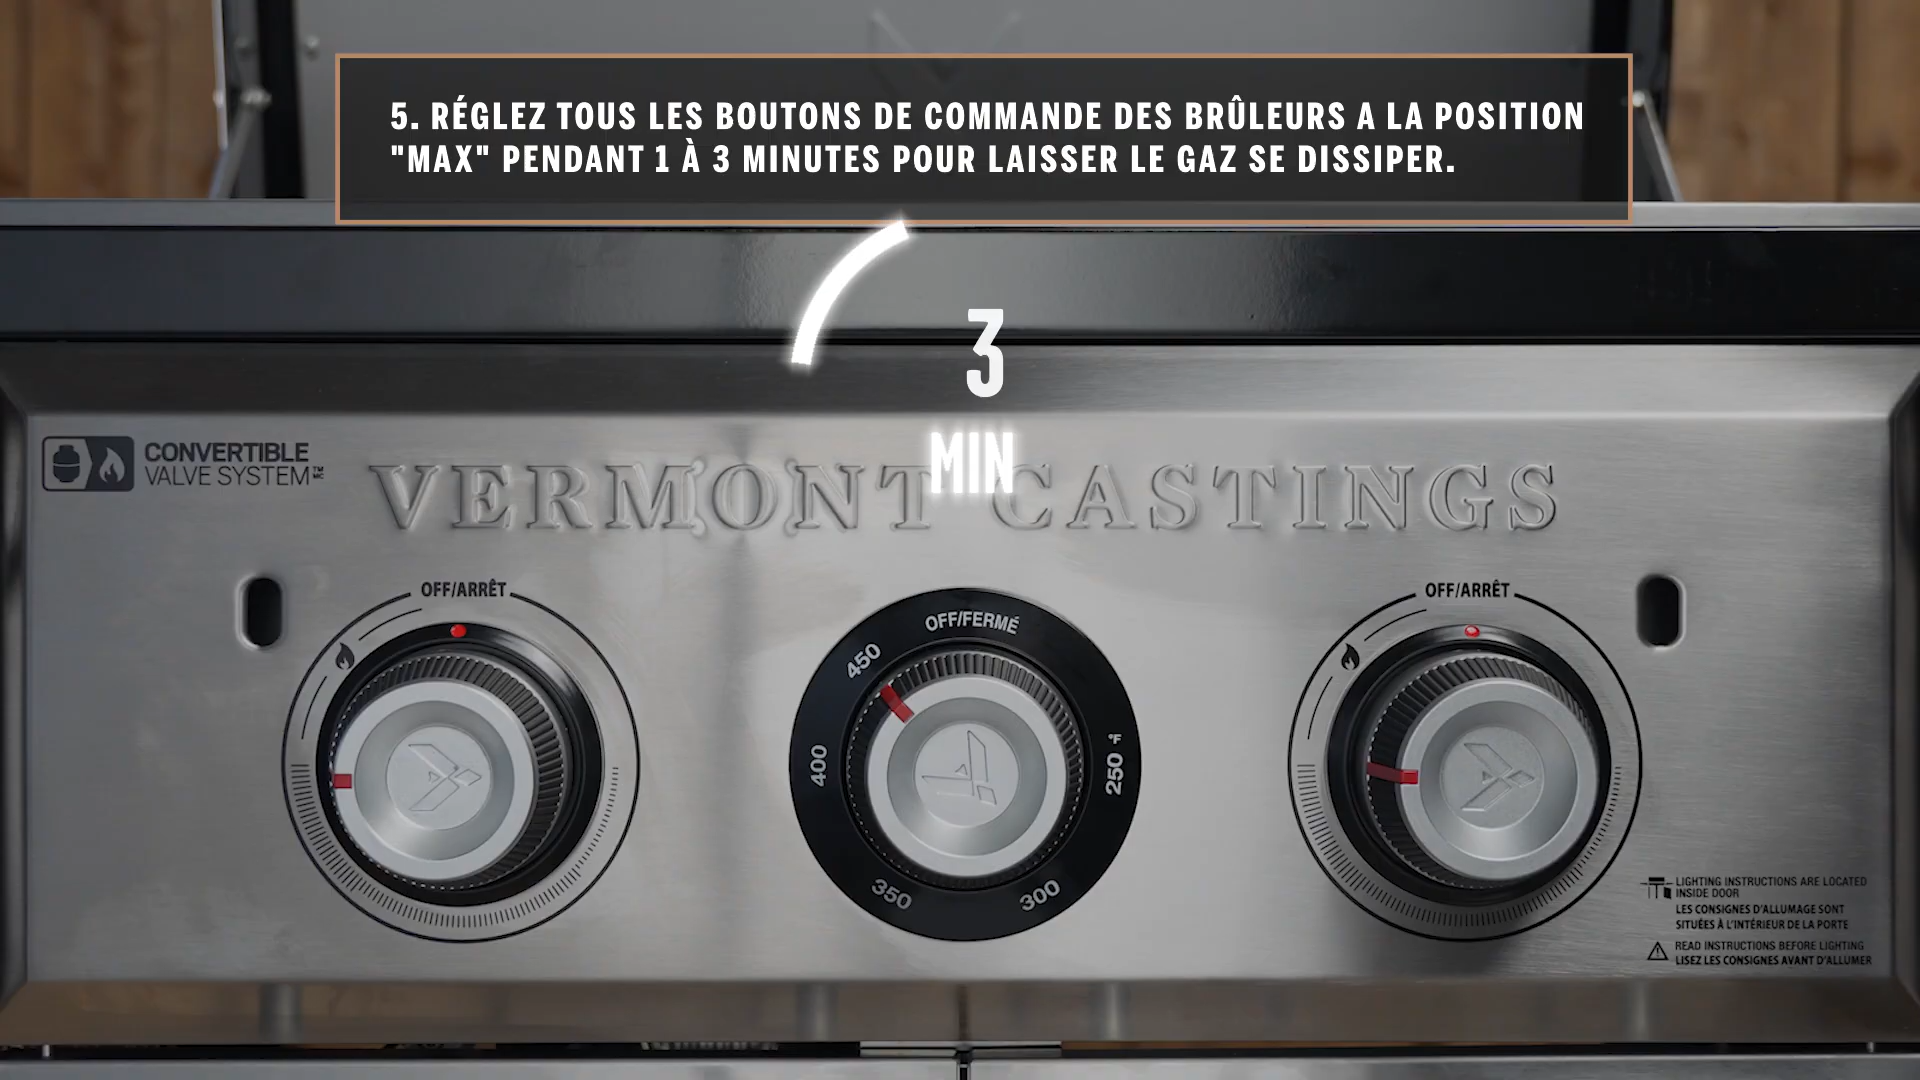 5. RÉGLEZ TOUS LES BOUTONS DE COMMANDE DES BRÛLEURS A LA POSITION
"MAX" PENDANT 1 À 3 MINUTES POUR LAISSER LE GAZ SE DISSIPER.
3
MIN
CONVERTIBLE
VALVE SYSTEM™ MC
VERMONT CASTINGS
OFF/ARRÊT
OFF/FERMÉ
450
400
350
300
250 °F
OFF/ARRÊT
LIGHTING INSTRUCTIONS ARE LOCATED
INSIDE DOOR
LES CONSIGNES D'ALLUMAGE SONT
SITUÉES À L'INTÉRIEUR DE LA PORTE
READ INSTRUCTIONS BEFORE LIGHTING
LISEZ LES CONSIGNES AVANT D'ALLUMER